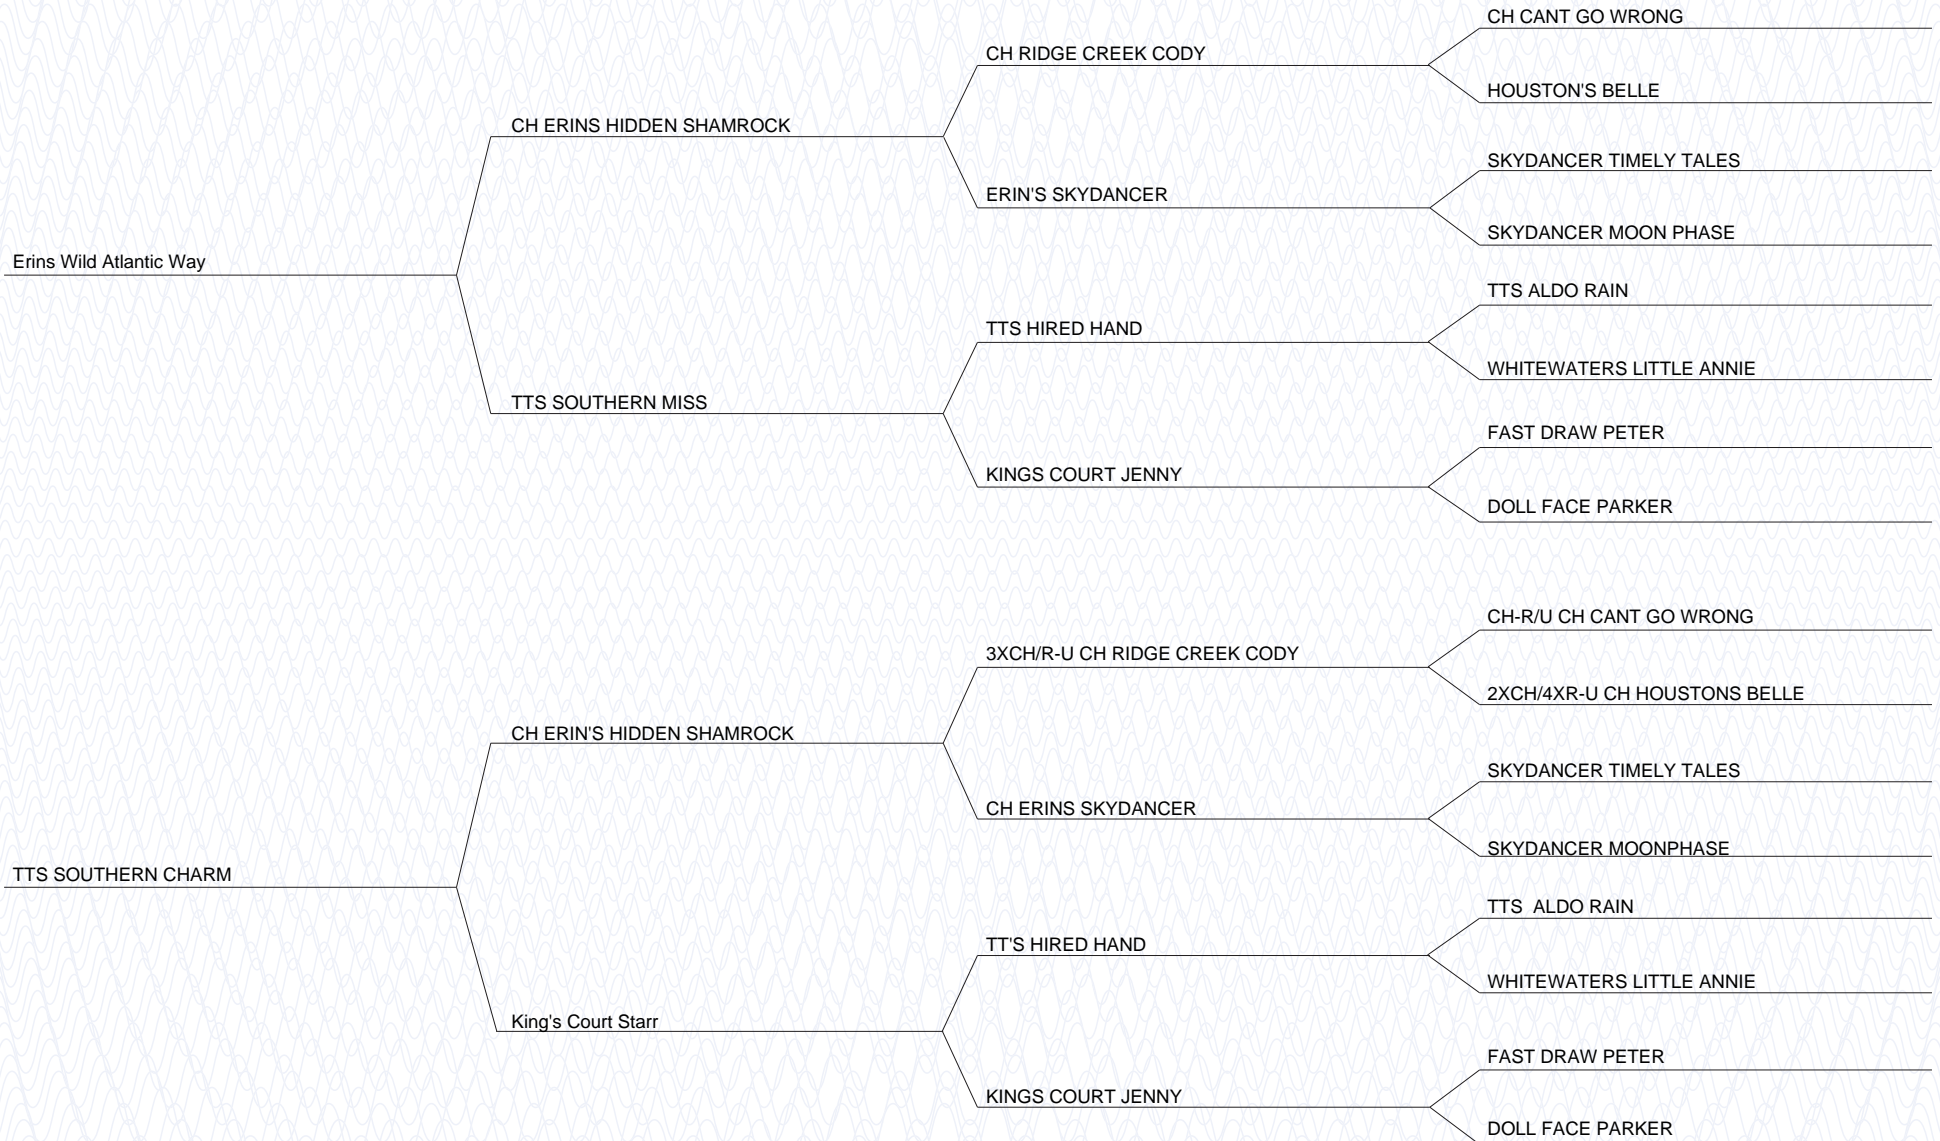 CH CANT GO WRONG
CH RIDGE CREEK CODY
HOUSTON'S BELLE
CH ERINS HIDDEN SHAMROCK
SKYDANCER TIMELY TALES
ERIN'S SKYDANCER
SKYDANCER MOON PHASE
Erins Wild Atlantic Way
TTS ALDO RAIN
TTS HIRED HAND
WHITEWATERS LITTLE ANNIE
TTS SOUTHERN MISS
FAST DRAW PETER
KINGS COURT JENNY
DOLL FACE PARKER
CH-R/U CH CANT GO WRONG
3XCH/R-U CH RIDGE CREEK CODY
2XCH/4XR-U CH HOUSTONS BELLE
CH ERIN'S HIDDEN SHAMROCK
SKYDANCER TIMELY TALES
CH ERINS SKYDANCER
SKYDANCER MOONPHASE
TTS SOUTHERN CHARM
TTS  ALDO RAIN
TT'S HIRED HAND
WHITEWATERS LITTLE ANNIE
King's Court Starr
FAST DRAW PETER
KINGS COURT JENNY
DOLL FACE PARKER